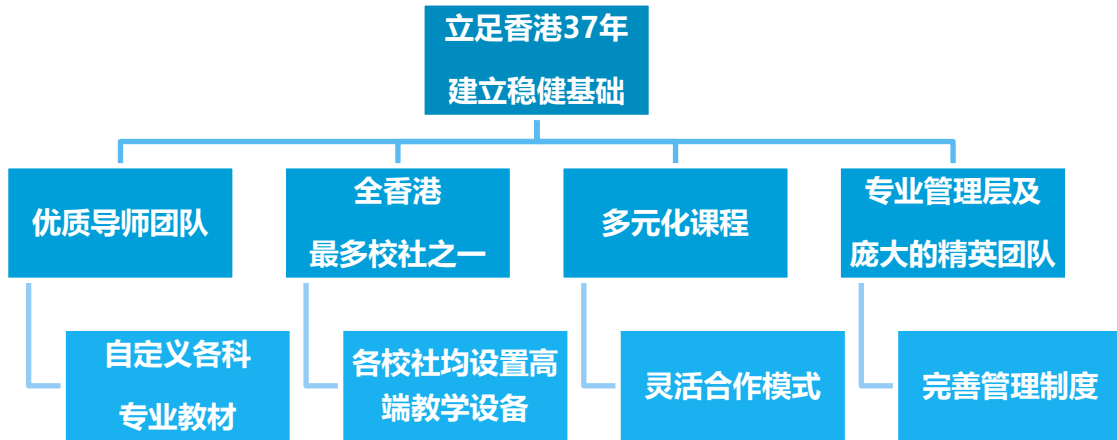 立足香港37年
建立稳健基础
优质导师团队
全香港
最多校社之一
多元化课程
专业管理层及
庞大的精英团队
自定义各科
专业教材
各校社均设置高
端教学设备
灵活合作模式
完善管理制度